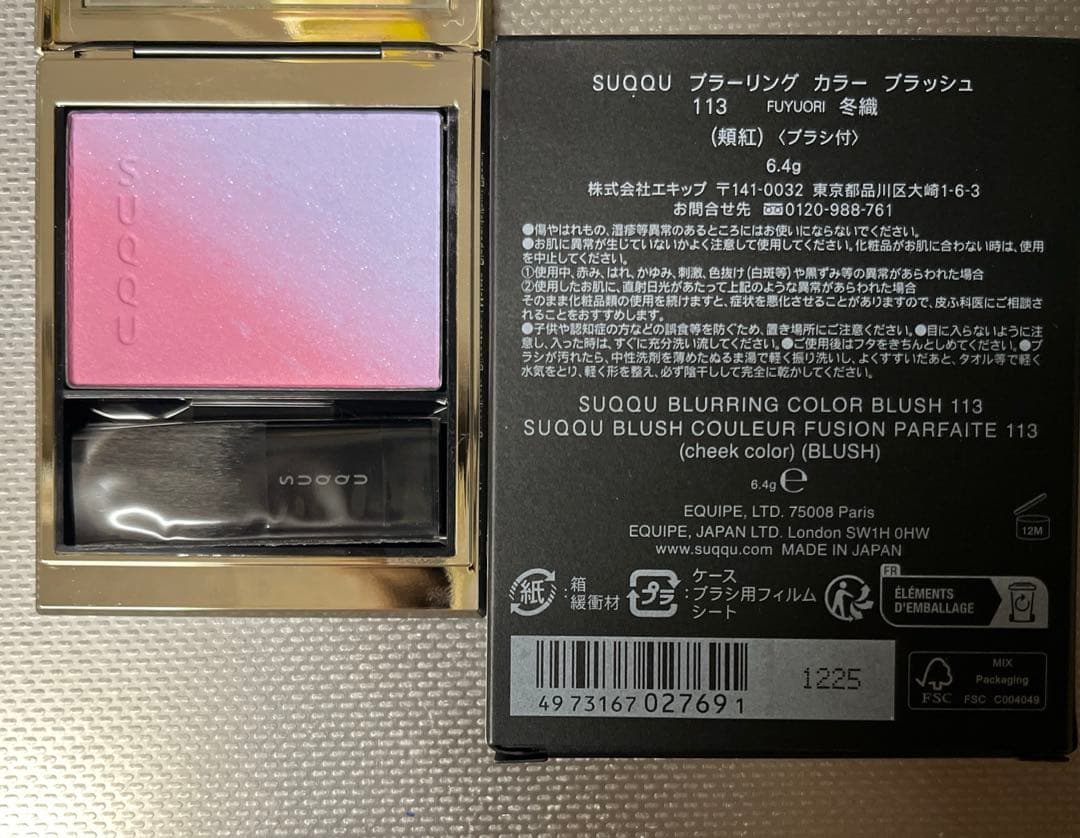 SUQQU
SUQQU
SUQQU ブラーリング カラー ブラッシュ
113 FUYUORI 冬織
(頬紅)〈ブラシ付〉
6.4g
株式会社エキップ 〒141-0032 東京都品川区大崎1-6-3
お問合せ先 0120-988-761
●傷やはれもの、湿疹等異常のあるところにはお使いにならないでください。
●お肌に異常が生じていないかよく注意して使用してください。化粧品がお肌に合わない時は、使用
を中止してください。
①使用中、赤み、はれ、かゆみ、刺激、色抜け(白斑等)や黒ずみ等の異常があらわれた場合
②使用したお肌に、直射日光があたって上記のような異常があらわれた場合
そのまま化粧品類の使用を続けますと、症状を悪化させることがありますので、皮ふ科医にご相談さ
れることをおすすめします。
●子供や認知症の方などの誤食等を防ぐため、置き場所にご注意ください。●目に入らないように注
意し、入った時は、すぐに充分洗い流してください。●ご使用後はフタをきちんとしめてください。●ブ
ラシが汚れたら、中性洗剤を薄めたぬるま湯で軽く振り洗いし、よくすすいだあと、タオル等で軽く
水気をとり、軽く形を整え、必ず陰干しして完全に乾かしてください。
SUQQU BLURRING COLOR BLUSH 113
SUQQU BLUSH COULEUR FUSION PARFAITE 113
(cheek color) (BLUSH)
6.4g e
EQUIPE, LTD. 75008 Paris
EQUIPE, JAPAN LTD. London SW1H 0HW
www.suqqu.com MADE IN JAPAN
12M
紙 : 箱
緩衝材
プラ : ケース
ブラシ用フィルム
シート
FR
ÉLÉMENTS
D'EMBALLAGE
4973167027691
1225
FSC
MIX
Packaging
FSC C004049